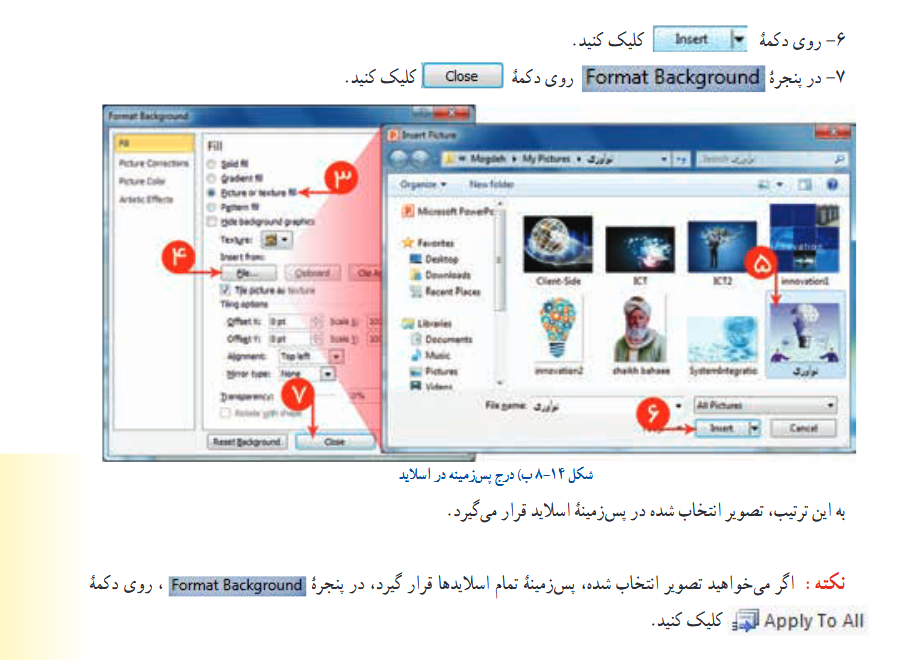 ۶- روی دکمهٔ Insert کلیک کنید.
۷- در پنجرهٔ Format Background روی دکمهٔ Close کلیک کنید.
Format Background
Fill
Picture Corrections
Picture Color
Artistic Effects
Fill
Solid fill
Gradient fill
Picture or texture fill
۳
Pattern fill
Hide background graphics
Texture:
۴
Insert from:
File...
Clipboard
Clip A
Tile picture as texture
Tiling options
Offset X: 0 pt Scale X: 100
Offset Y: 0 pt Scale Y: 100
Alignment: Top left
Mirror type: None
۷
Transparency: 0%
Rotate with shape
Reset Background
Close
Insert Picture
Mogdeh
My Pictures
نوآوری
Search نوآوری
Organize
New folder
Microsoft PowerPo
Favorites
Desktop
Downloads
Recent Places
Libraries
Documents
Music
Pictures
Videos
Client-Side
ICT
ICT2
innovation
innovation1
۵
innovation2
shaikh bahaee
SystemIntegratio
نوآوری
File name: نوآوری
All Pictures
۶
Insert
Cancel
شکل ۱۴-۸-ب) درج پس‌زمینه در اسلاید
به این ترتیب، تصویر انتخاب شده در پس‌زمینهٔ اسلاید قرار می‌گیرد.
نکته : اگر می‌خواهید تصویر انتخاب شده، پس‌زمینهٔ تمام اسلایدها قرار گیرد، در پنجرهٔ Format Background ، روی دکمهٔ
Apply To All کلیک کنید.